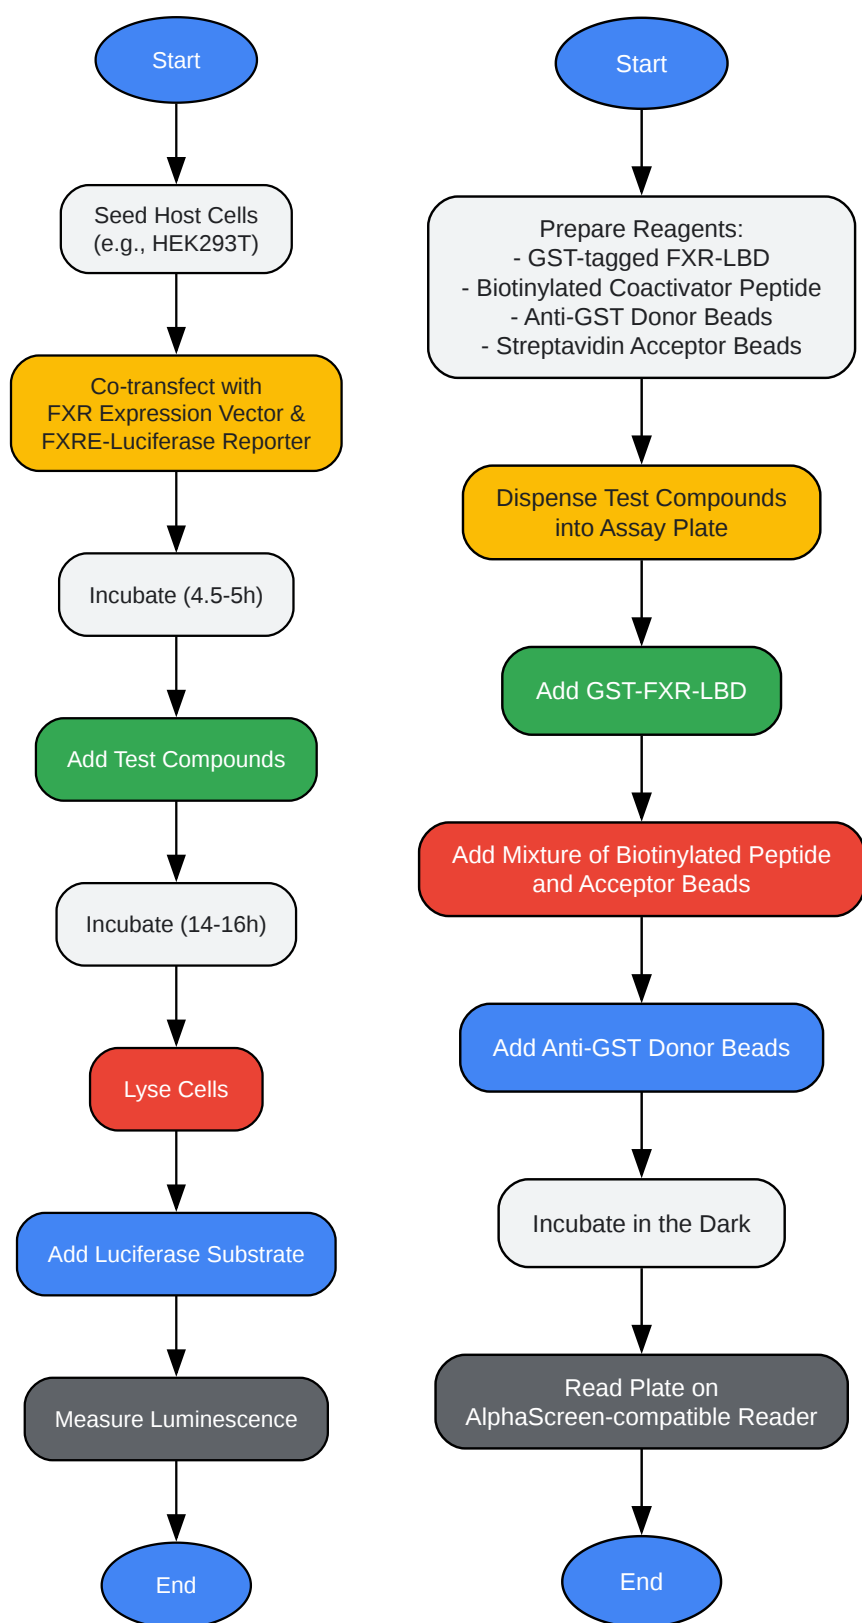 Start
Seed Host Cells
(e.g., HEK293T)
Co-transfect with
FXR Expression Vector &
FXRE-Luciferase Reporter
Incubate (4.5-5h)
Add Test Compounds
Incubate (14-16h)
Lyse Cells
Add Luciferase Substrate
Measure Luminescence
End
Start
Prepare Reagents:
- GST-tagged FXR-LBD
- Biotinylated Coactivator Peptide
- Anti-GST Donor Beads
- Streptavidin Acceptor Beads
Dispense Test Compounds
into Assay Plate
Add GST-FXR-LBD
Add Mixture of Biotinylated Peptide
and Acceptor Beads
Add Anti-GST Donor Beads
Incubate in the Dark
Read Plate on
AlphaScreen-compatible Reader
End